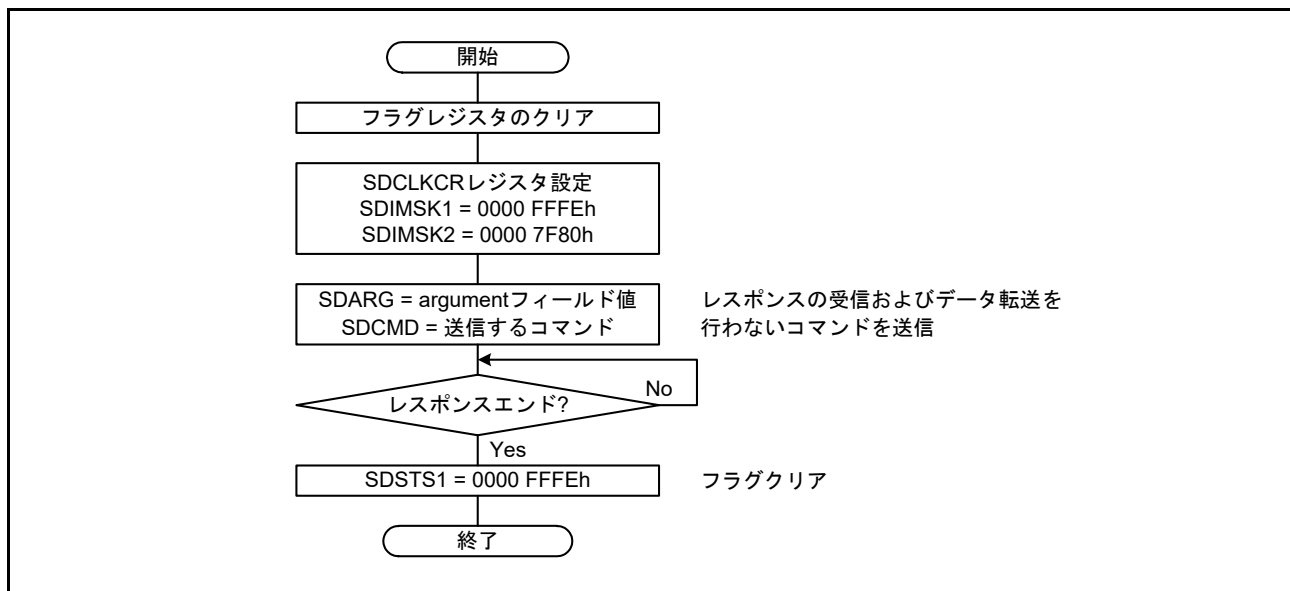 開始
フラグレジスタのクリア
SDCLKCRレジスタ設定
SDIMSK1 = 0000 FFFEh
SDIMSK2 = 0000 7F80h
SDARG = argumentフィールド値
SDCMD = 送信するコマンド
レスポンスの受信およびデータ転送を
行わないコマンドを送信
レスポンスエンド?
No
Yes
SDSTS1 = 0000 FFFEh
フラグクリア
終了